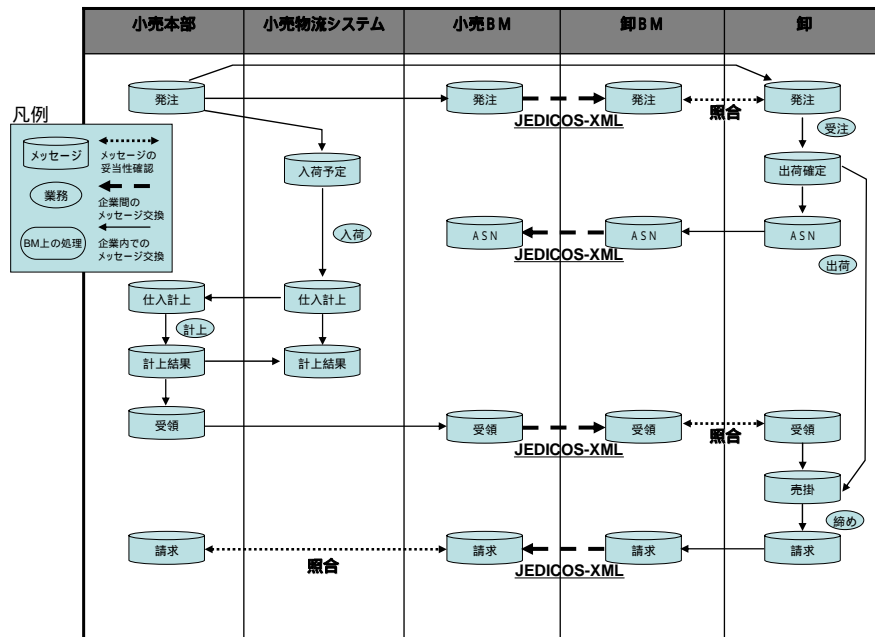 小売本部 小売物流システム 小売BM 卸BM 卸
発注 発注 発注 発注
JEDICOS-XML 照合
受注
凡例
メッセージ メッセージの
妥当性確認
業務 企業間の
メッセージ交換
BM上の処理 企業内での
メッセージ交換
入荷予定 出荷確定
入荷 ASN ASN ASN
JEDICOS-XML
出荷
仕入計上 仕入計上
計上
計上結果 計上結果
受領 受領 受領 受領
JEDICOS-XML 照合
売掛
締め
請求 請求 請求 請求
照合 JEDICOS-XML